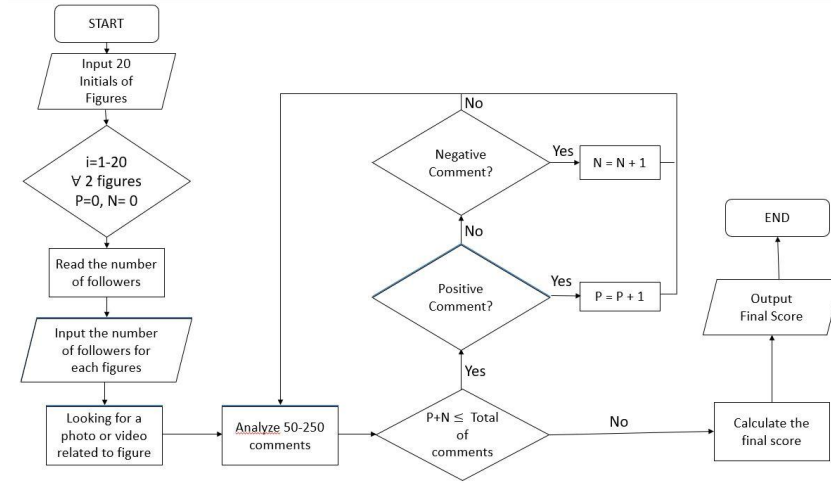 START
Input 20
Initials of
Figures
i=1-20
∀ 2 figures
P=0, N= 0
Read the number
of followers
Input the number
of followers for
each figures
Looking for a
photo or video
related to figure
Analyze 50-250
comments
P+N ≤ Total
of
comments
Yes
Positive
Comment?
Yes
P = P + 1
No
Negative
Comment?
Yes
N = N + 1
No
No
Calculate the
final score
Output
Final Score
END